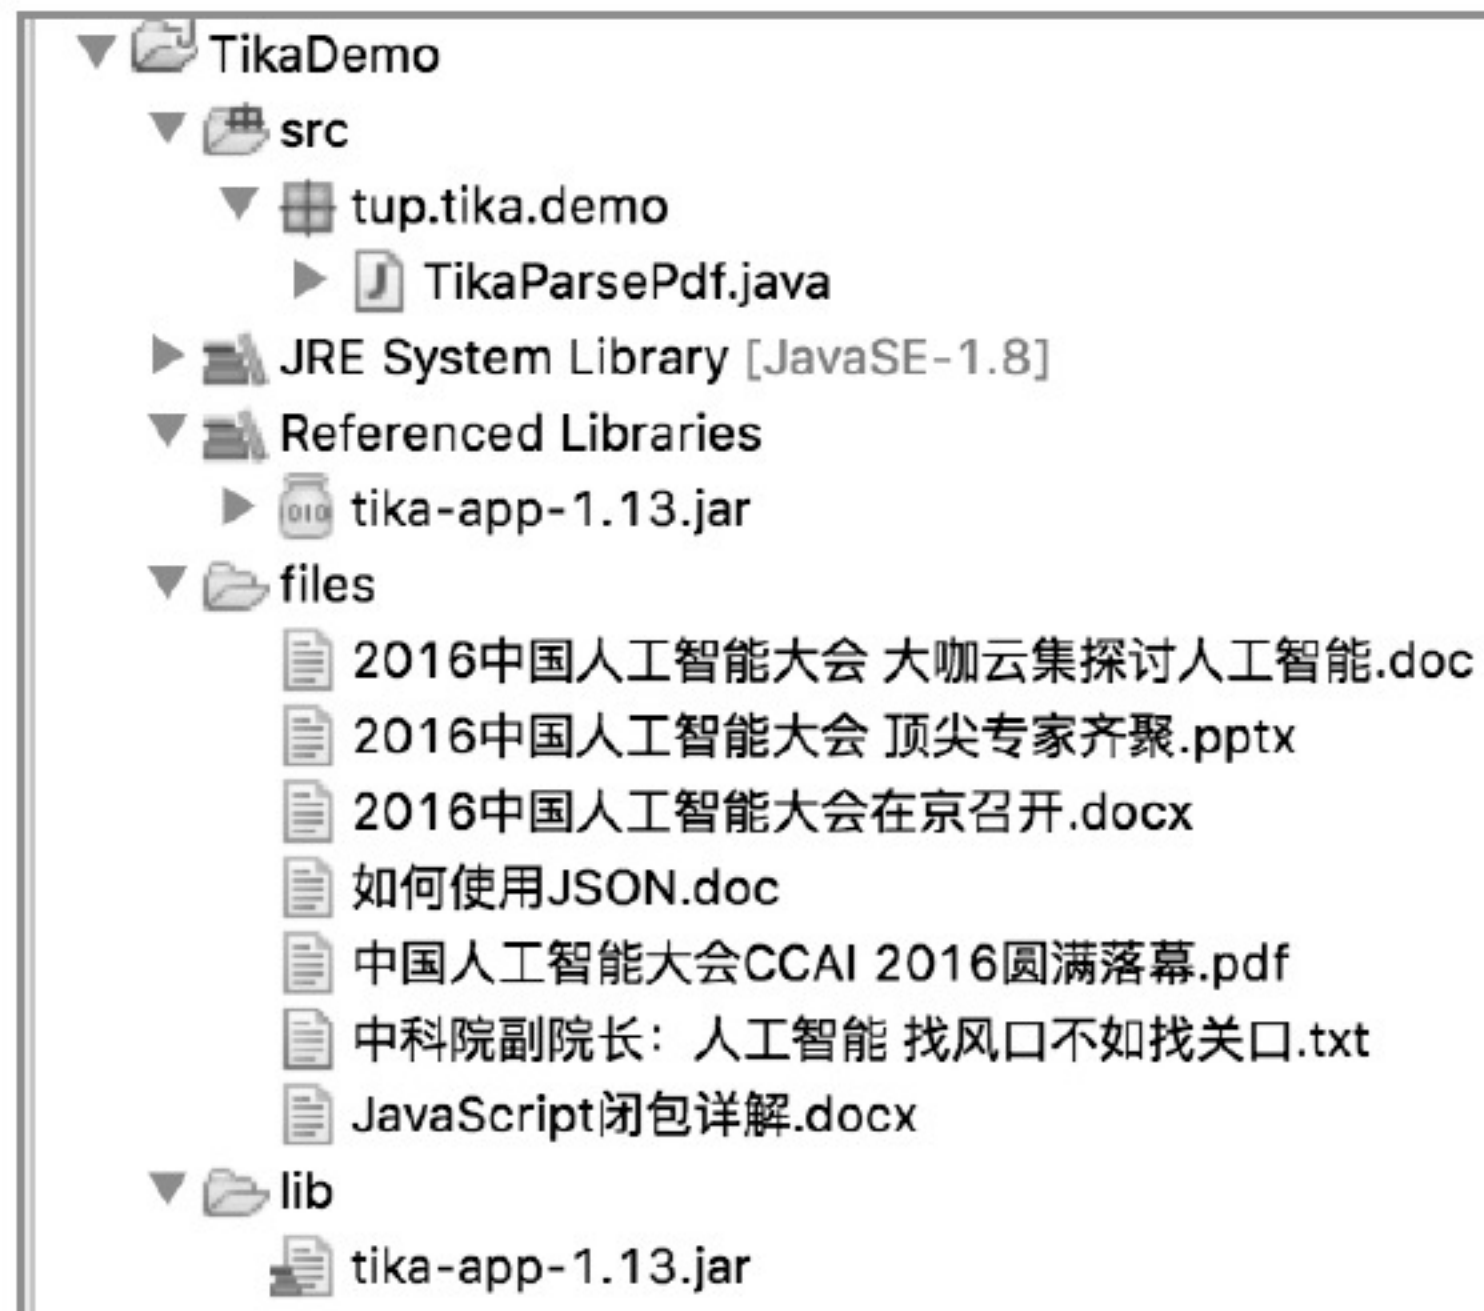 TikaDemo
src
tup.tika.demo
TikaParsePdf.java
JRE System Library [JavaSE-1.8]
Referenced Libraries
tika-app-1.13.jar
files
2016中国人工智能大会 大咖云集探讨人工智能.doc
2016中国人工智能大会 顶尖专家齐聚.pptx
2016中国人工智能大会在京召开.docx
如何使用JSON.doc
中国人工智能大会CCAI 2016圆满落幕.pdf
中科院副院长：人工智能 找风口不如找关口.txt
JavaScript闭包详解.docx
lib
tika-app-1.13.jar